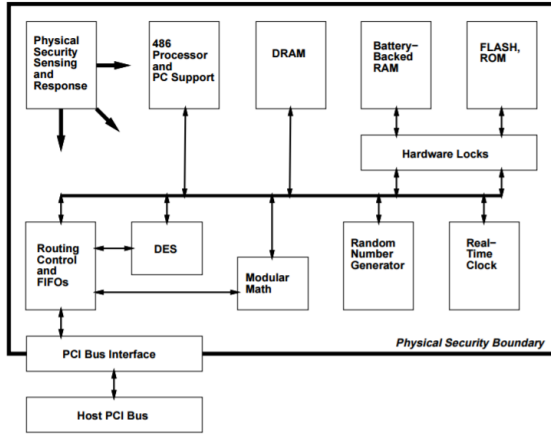 Physical
Security
Sensing
and
Response
486
Processor
and
PC Support
DRAM
Battery-
Backed
RAM
FLASH,
ROM
Hardware Locks
Routing
Control
and
FIFOs
DES
Modular
Math
Random
Number
Generator
Real-
Time
Clock
Physical Security Boundary
PCI Bus Interface
Host PCI Bus